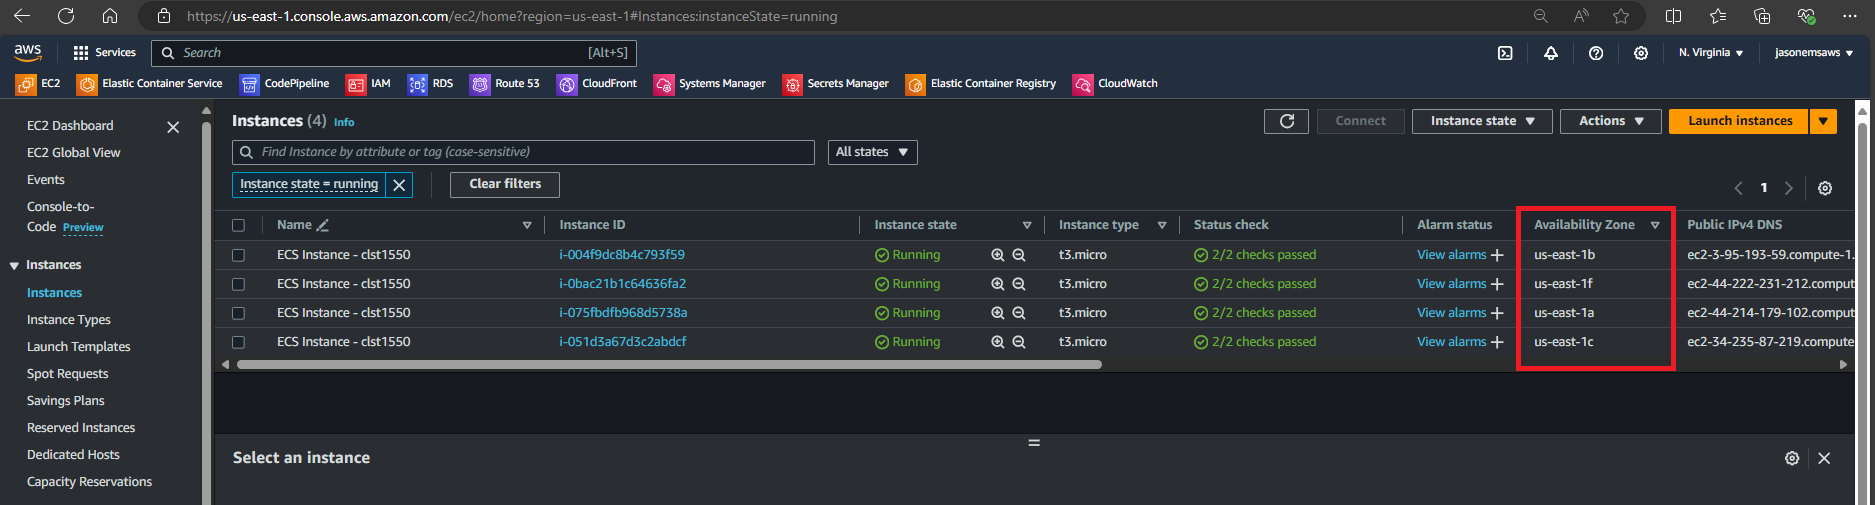 https://us-east-1.console.aws.amazon.com/ec2/home?region=us-east-1#Instances:instanceState=running
aws Services Search [Alt+S] N. Virginia jasonemsaws
EC2 Elastic Container Service CodePipeline IAM RDS Route 53 CloudFront Systems Manager Secrets Manager Elastic Container Registry CloudWatch
EC2 Dashboard
EC2 Global View
Events
Console-to-
Code Preview
Instances
Instances
Instance Types
Launch Templates
Spot Requests
Savings Plans
Reserved Instances
Dedicated Hosts
Capacity Reservations
Instances (4) Info Connect Instance state Actions Launch instances
Find Instance by attribute or tag (case-sensitive) All states
Instance state = running Clear filters
1
Name Instance ID Instance state Instance type Status check Alarm status Availability Zone Public IPv4 DNS
ECS Instance - clst1550 i-004f9dc8b4c793f59 Running t3.micro 2/2 checks passed View alarms us-east-1b ec2-3-95-193-59.compute-1.
ECS Instance - clst1550 i-0bac21b1c64636fa2 Running t3.micro 2/2 checks passed View alarms us-east-1f ec2-44-222-231-212.comput
ECS Instance - clst1550 i-075fbdfb968d5738a Running t3.micro 2/2 checks passed View alarms us-east-1a ec2-44-214-179-102.comput
ECS Instance - clst1550 i-051d3a67d3c2abdcf Running t3.micro 2/2 checks passed View alarms us-east-1c ec2-34-235-87-219.compute
Select an instance